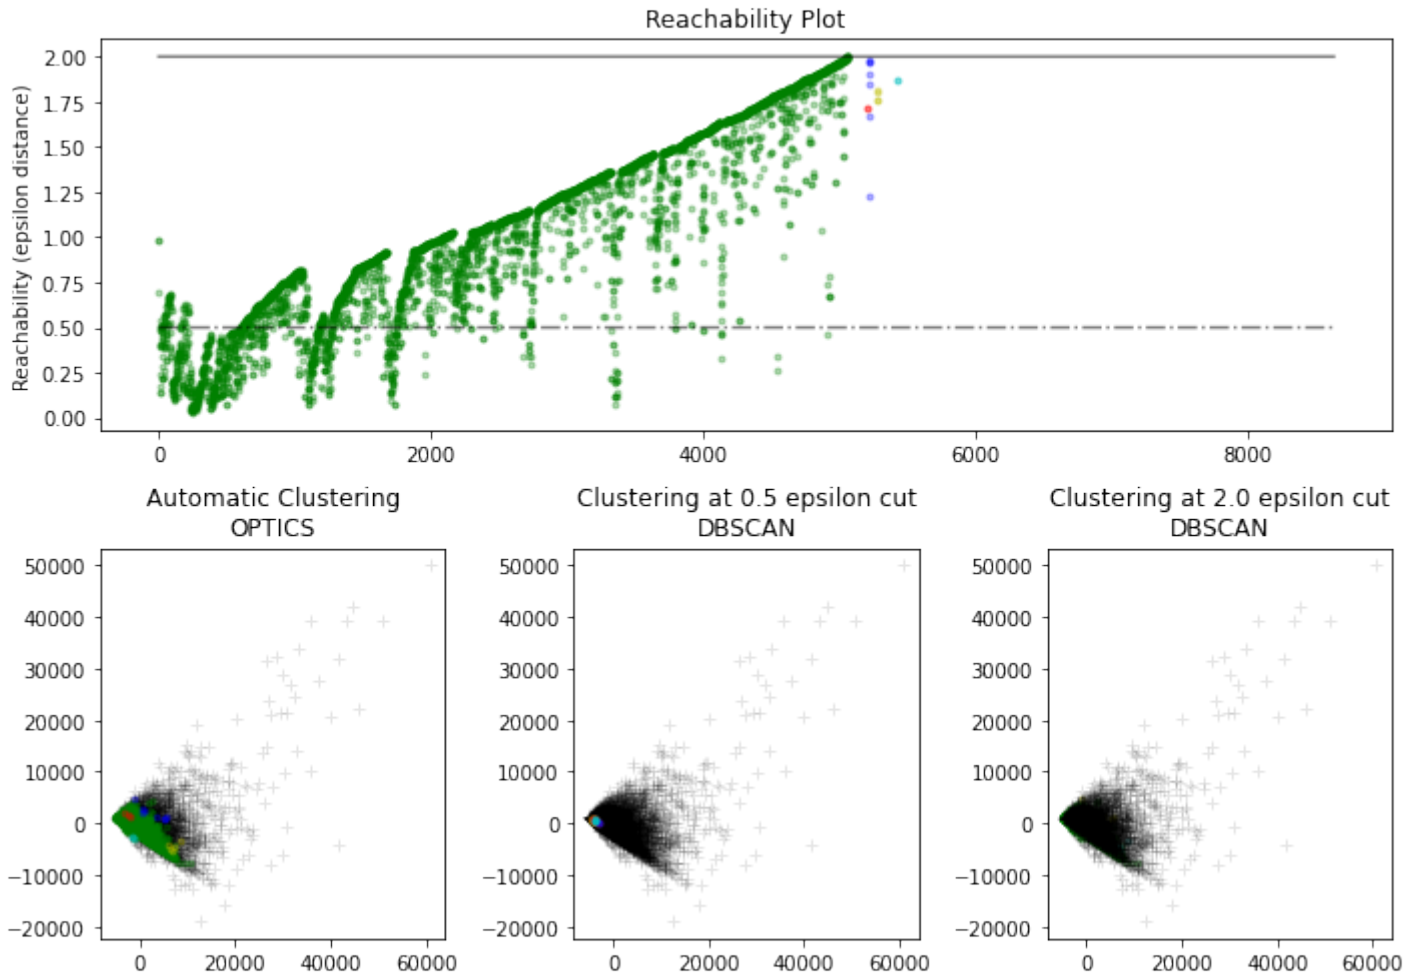 Reachability Plot
Reachability (epsilon distance)
2.00
1.75
1.50
1.25
1.00
0.75
0.50
0.25
0.00
0 2000 4000 6000 8000
Automatic Clustering
OPTICS
50000
40000
30000
20000
10000
0
−10000
−20000
0 20000 40000 60000
Clustering at 0.5 epsilon cut
DBSCAN
50000
40000
30000
20000
10000
0
−10000
−20000
0 20000 40000 60000
Clustering at 2.0 epsilon cut
DBSCAN
50000
40000
30000
20000
10000
0
−10000
−20000
0 20000 40000 60000